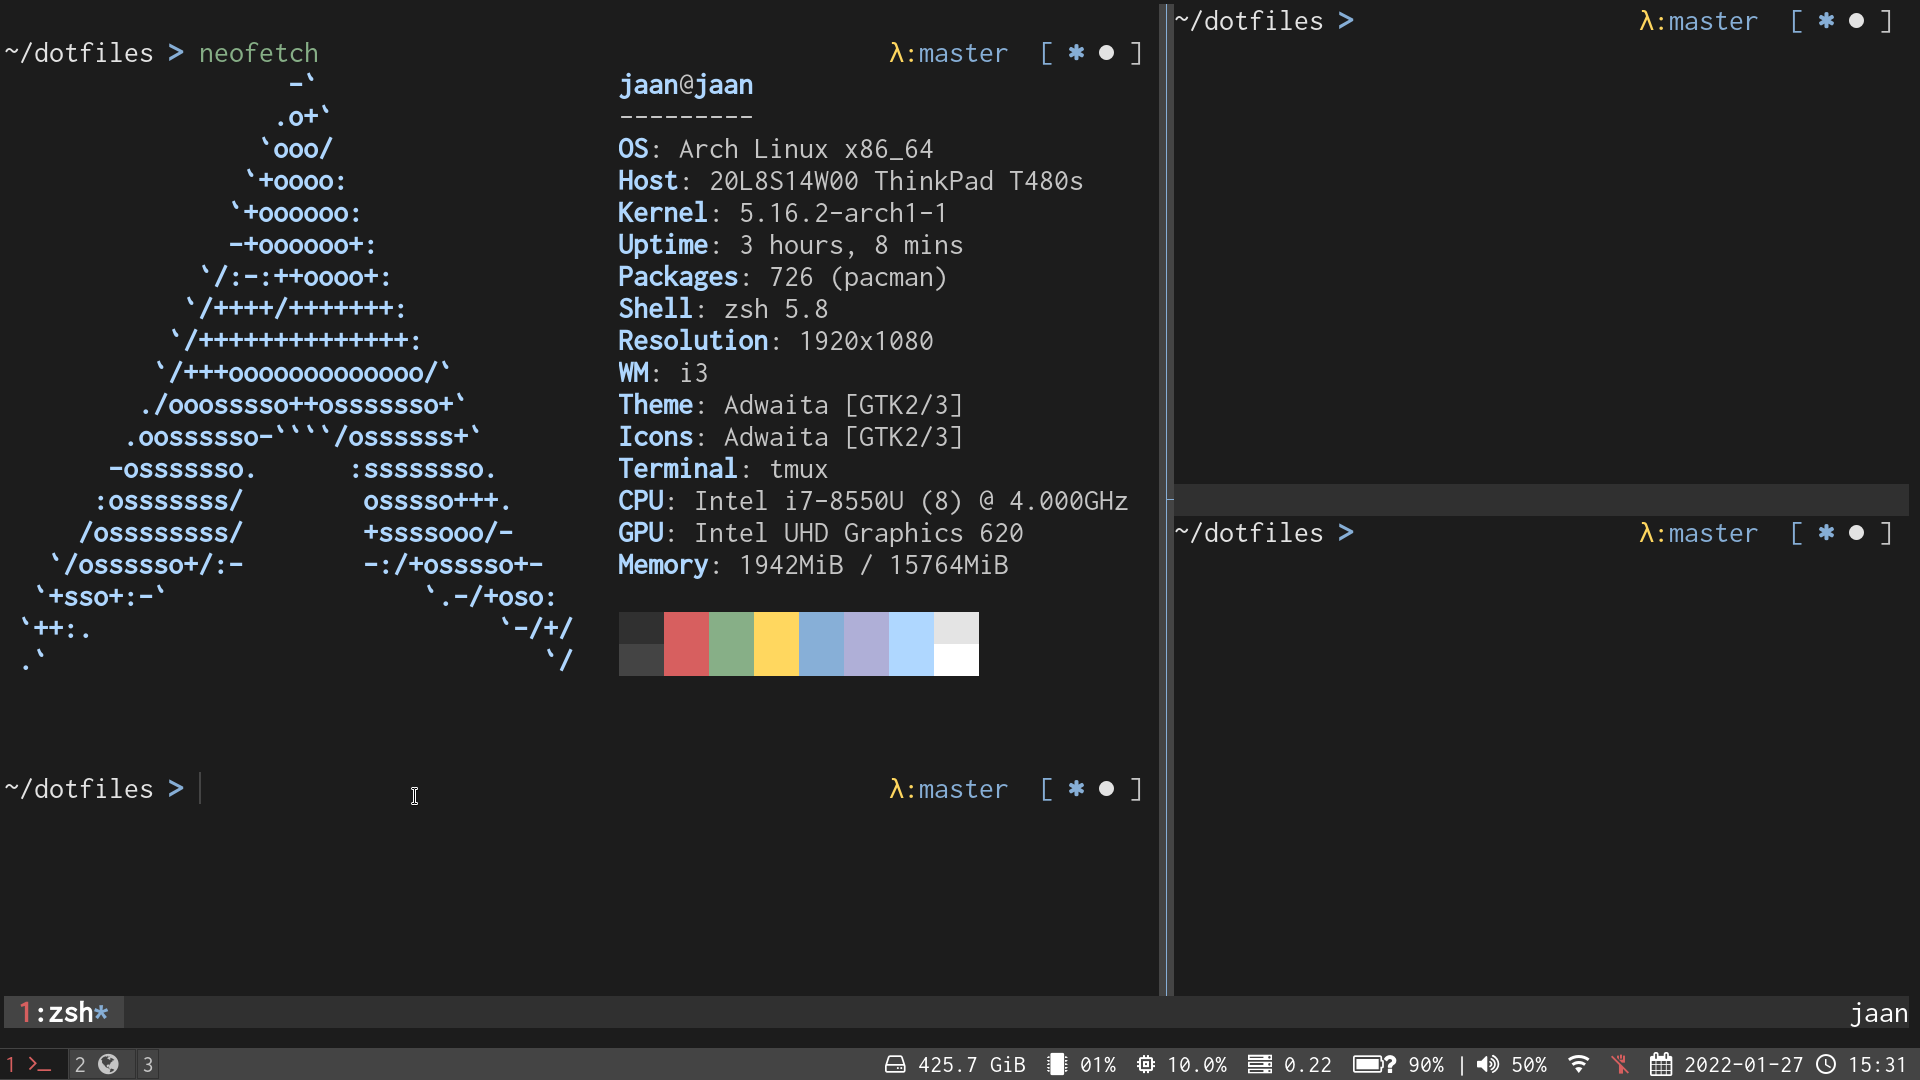 ~/dotfiles > neofetch λ:master [ ✱ ● ]
                   -`
                  .o+`
                 `ooo/
                `+oooo:
               `+oooooo:
               -+oooooo+:
             `/:-:++oooo+:
            `/++++/+++++++:
           `/++++++++++++++:
          `/+++ooooooooooooo/`
         ./ooosssso++osssssso+`
        .oossssso-````/ossssss+`
       -osssssso.      :ssssssso.
      :osssssss/        osssso+++.
     /ossssssss/        +ssssooo/-
   `/ossssso+/:-        -:/+osssso+-
  `+sso+:-`                 `.-/+oso:
 `++:.                           `-/+/
 .`                                 `/
jaan@jaan
---------
OS: Arch Linux x86_64
Host: 20L8S14W00 ThinkPad T480s
Kernel: 5.16.2-arch1-1
Uptime: 3 hours, 8 mins
Packages: 726 (pacman)
Shell: zsh 5.8
Resolution: 1920x1080
WM: i3
Theme: Adwaita [GTK2/3]
Icons: Adwaita [GTK2/3]
Terminal: tmux
CPU: Intel i7-8550U (8) @ 4.000GHz
GPU: Intel UHD Graphics 620
Memory: 1942MiB / 15764MiB
~/dotfiles > λ:master [ ✱ ● ]
~/dotfiles > λ:master [ ✱ ● ]
~/dotfiles > λ:master [ ✱ ● ]
1:zsh* jaan
1 >_ 2 3 425.7 GiB 01% 10.0% 0.22 ? 90% | 50% 2022-01-27 15:31